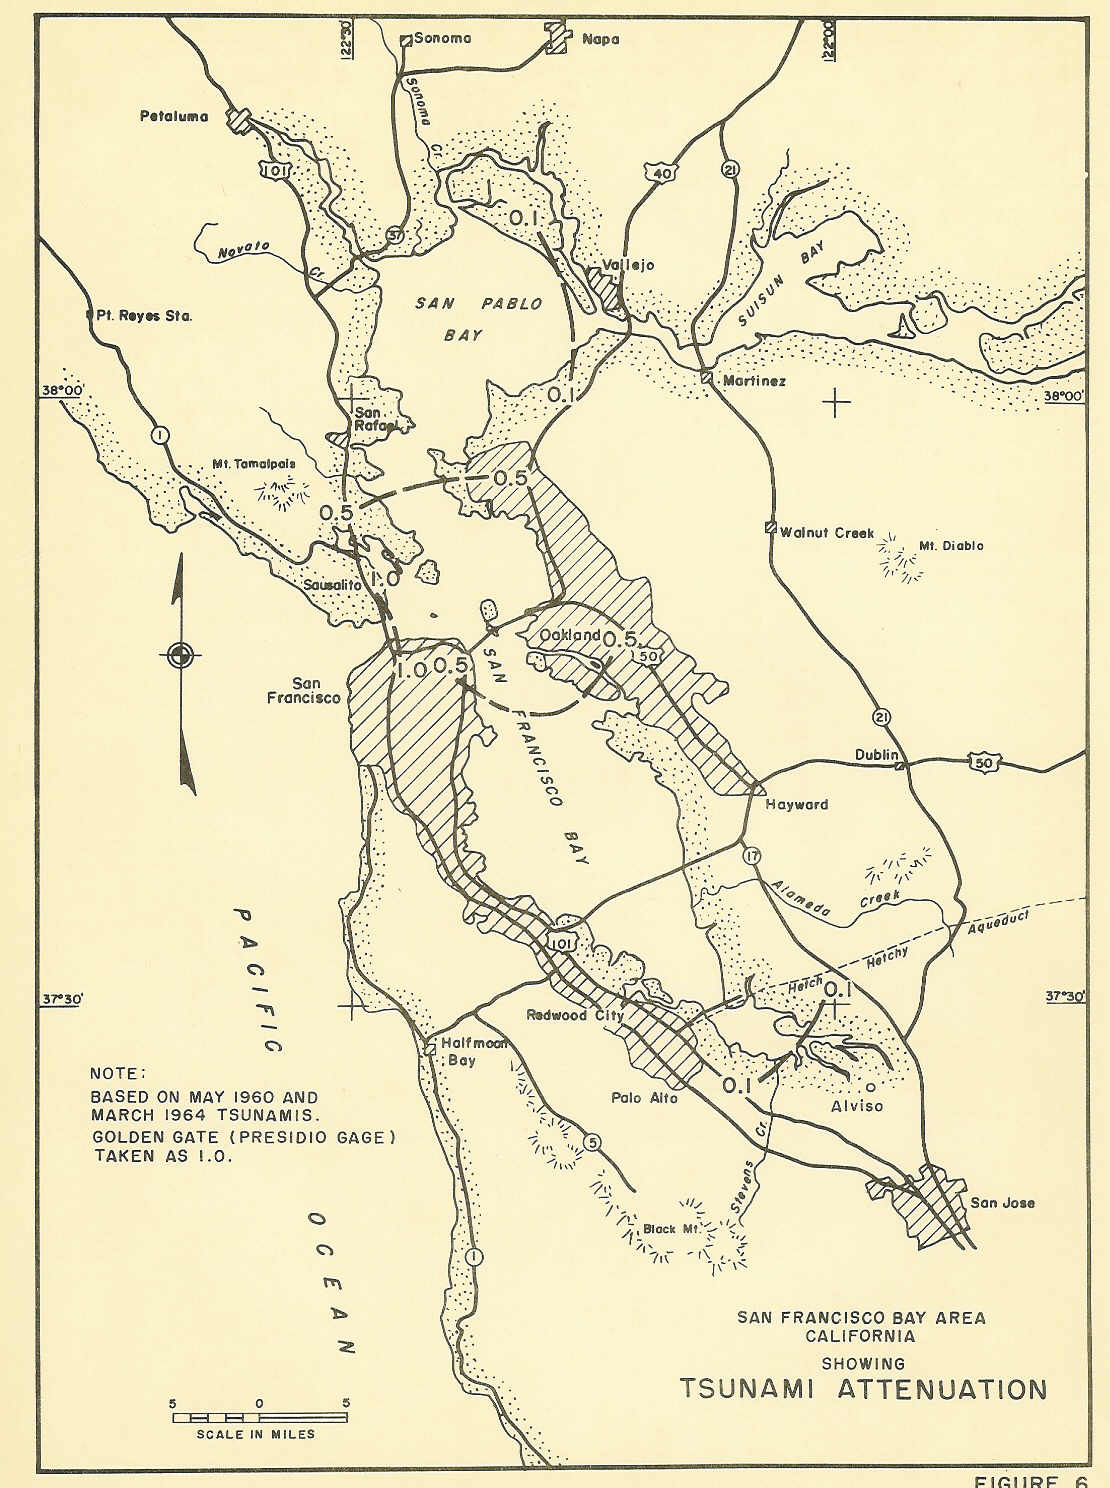 122°30'
122°00'
Sonoma
Napa
Petaluma
Sonoma
Cr.
101
40
21
37
0.1
Novato
Cr.
Vallejo
SUISUN BAY
SAN PABLO
BAY
Pt. Reyes Sta.
Martinez
38°00'
38°00'
0.1
San
Rafael
1
Mt. Tamalpais
0.5
0.5
Walnut Creek
Mt. Diablo
Sausalito
1.0
Oakland
0.5
50
1.0
0.5
San
Francisco
SAN FRANCISCO BAY
21
Dublin
50
Hayward
17
Alameda Creek
PACIFIC
OCEAN
101
Hetch Hetchy Aqueduct
0.1
37°30'
37°30'
Redwood City
Halfmoon
Bay
Palo Alto
0.1
Alviso
NOTE:
BASED ON MAY 1960 AND
MARCH 1964 TSUNAMIS.
GOLDEN GATE (PRESIDIO GAGE)
TAKEN AS 1.0.
5
Stevens Cr.
San Jose
Black Mt.
1
SAN FRANCISCO BAY AREA
CALIFORNIA
SHOWING
TSUNAMI ATTENUATION
5 0 5
SCALE IN MILES
FIGURE 6